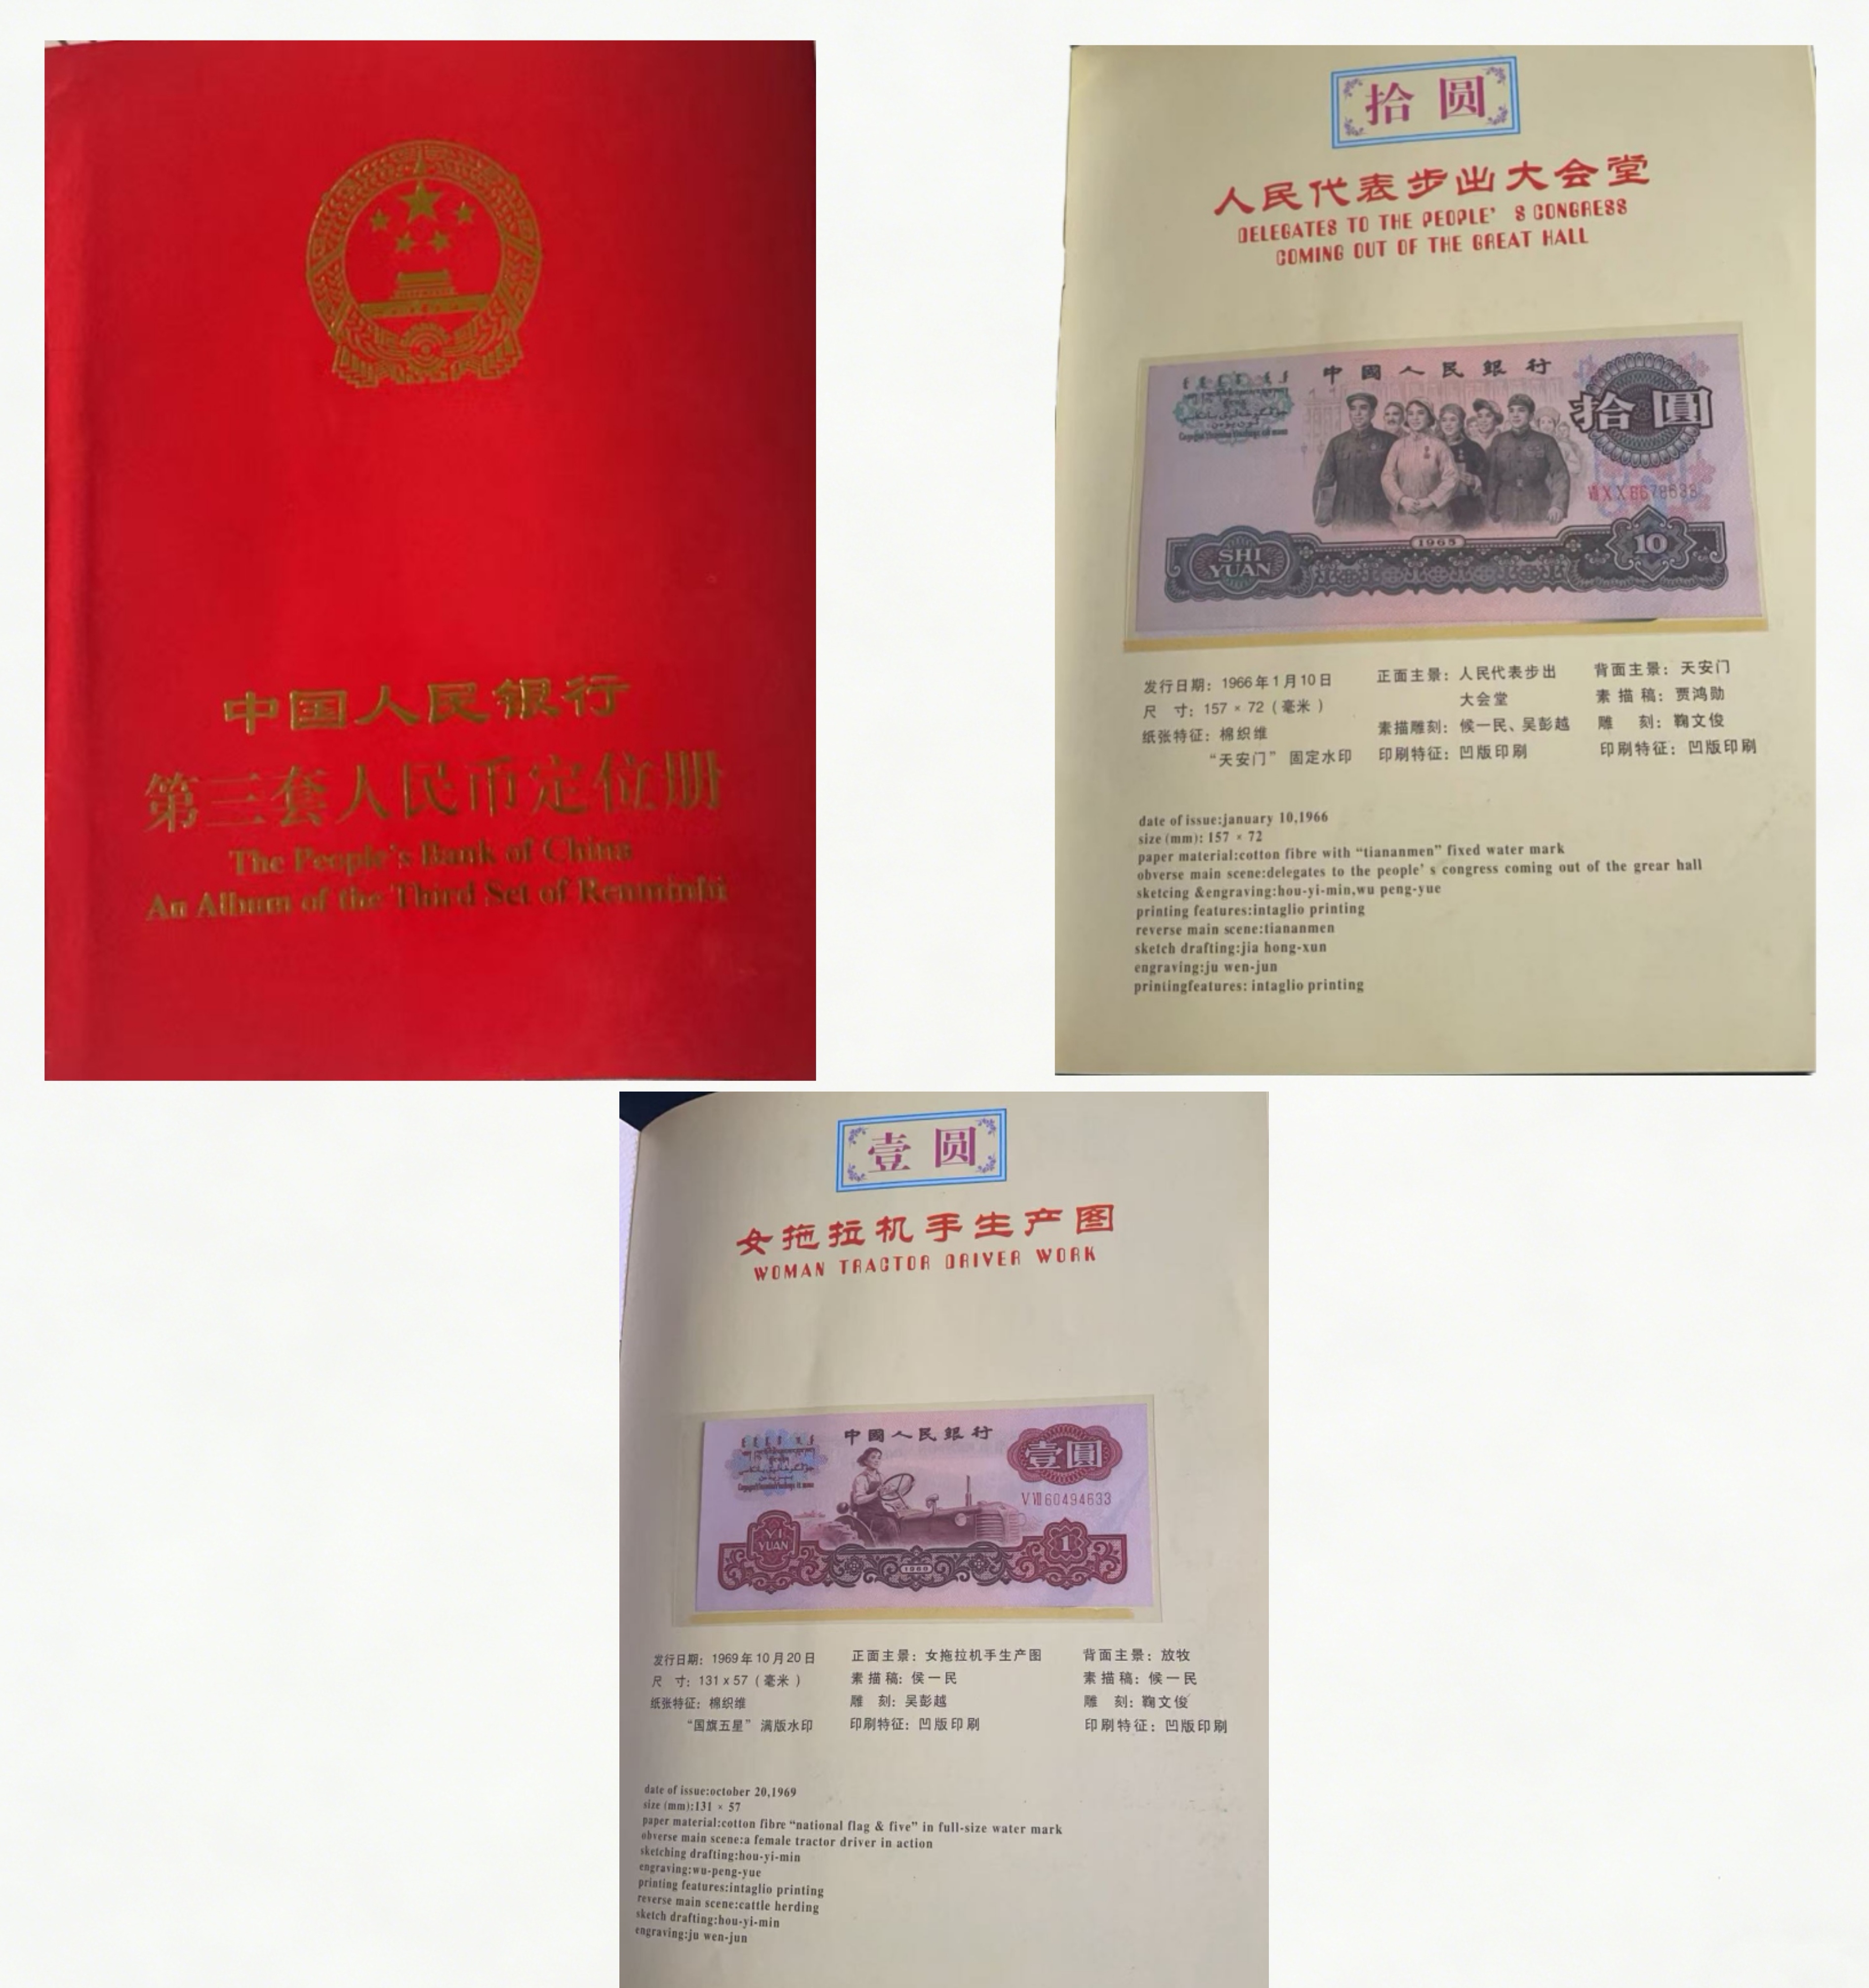 中国人民银行
第三套人民币定位册
The People's Bank of China
An Album of the Third Set of Renminbi
拾圆
人民代表步出大会堂
DELEGATES TO THE PEOPLE' S CONGRESS
COMING OUT OF THE GREAT HALL
中國人民銀行
拾圓
1965
SHI
YUAN
10
发行日期：1966年1月10日
尺 寸：157 × 72（毫米）
纸张特征：棉织维
“天安门” 固定水印
正面主景：人民代表步出
大会堂
素描雕刻：候一民、吴彭越
印刷特征：凹版印刷
背面主景：天安门
素 描 稿：贾鸿勋
雕 刻：鞠文俊
印刷特征：凹版印刷
date of issue:january 10,1966
size (mm): 157 × 72
paper material:cotton fibre with “tiananmen” fixed water mark
obverse main scene:delegates to the people' s congress coming out of the grear hall
sketcing &engraving:hou-yi-min,wu peng-yue
printing features:intaglio printing
reverse main scene:tiananmen
sketch drafting:jia hong-xun
engraving:ju wen-jun
printingfeatures: intaglio printing
壹圆
女拖拉机手生产图
WOMAN TRACTOR DRIVER WORK
中國人民銀行
壹圓
V VIII 60494633
YI
YUAN
1960
1
发行日期：1969年10月20日
尺 寸：131 x 57（毫米）
纸张特征：棉织维
“国旗五星” 满版水印
正面主景：女拖拉机手生产图
素 描 稿：侯一民
雕 刻：吴彭越
印刷特征：凹版印刷
背面主景：放牧
素 描 稿：候一民
雕 刻：鞠文俊
印刷特征：凹版印刷
date of issue:october 20,1969
size (mm):131 × 57
paper material:cotton fibre “national flag & five” in full-size water mark
obverse main scene:a female tractor driver in action
sketching drafting:hou-yi-min
engraving:wu-peng-yue
printing features:intaglio printing
reverse main scene:cattle herding
sketch drafting:hou-yi-min
engraving:ju wen-jun